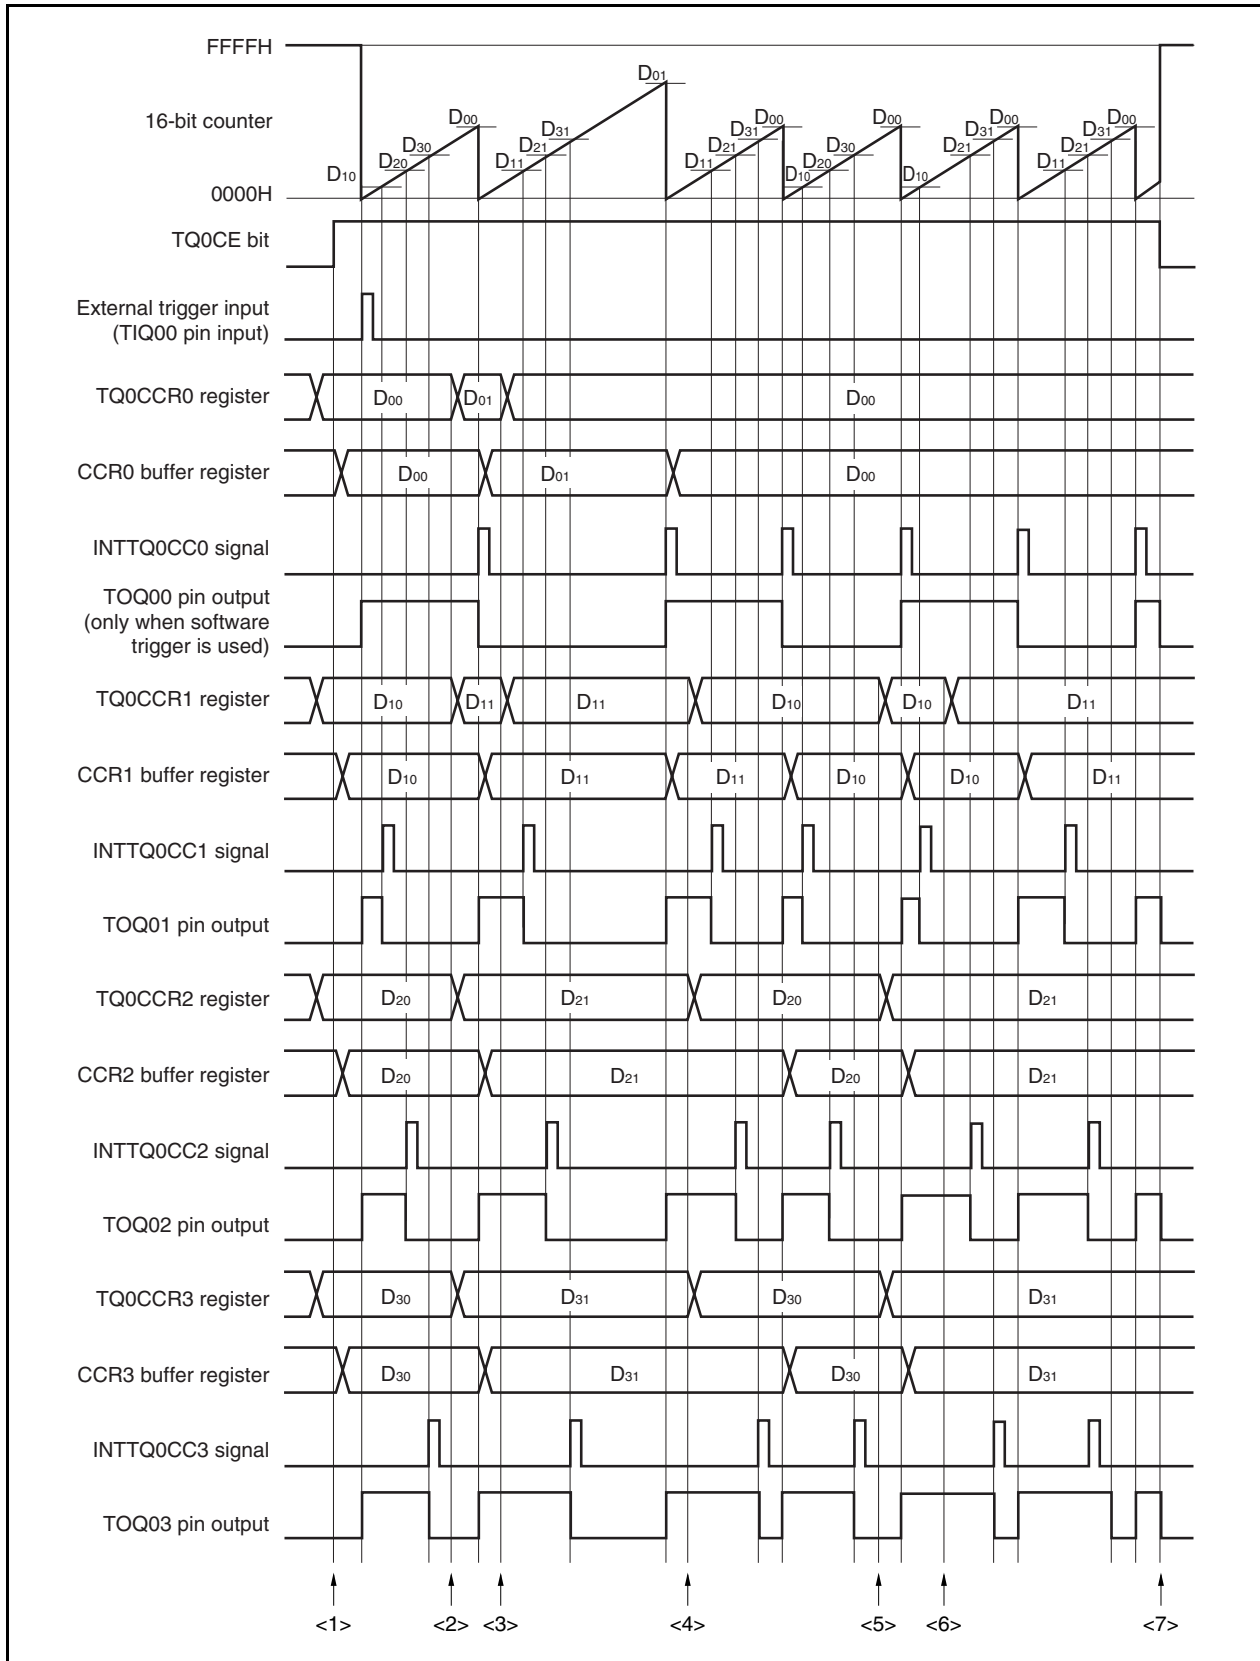 FFFFH
16-bit counter
0000H
D10 D20 D30 D00 D11 D21 D31 D01 D11 D21 D31 D00 D10 D20 D30 D00 D10 D21 D31 D00 D11 D21 D31 D00
TQ0CE bit
External trigger input
(TIQ00 pin input)
TQ0CCR0 register D00 D01 D00
CCR0 buffer register D00 D01 D00
INTTQ0CC0 signal
TOQ00 pin output
(only when software
trigger is used)
TQ0CCR1 register D10 D11 D11 D10 D10 D11
CCR1 buffer register D10 D11 D11 D10 D10 D11
INTTQ0CC1 signal
TOQ01 pin output
TQ0CCR2 register D20 D21 D20 D21
CCR2 buffer register D20 D21 D20 D21
INTTQ0CC2 signal
TOQ02 pin output
TQ0CCR3 register D30 D31 D30 D31
CCR3 buffer register D30 D31 D30 D31
INTTQ0CC3 signal
TOQ03 pin output
<1> <2> <3> <4> <5> <6> <7>